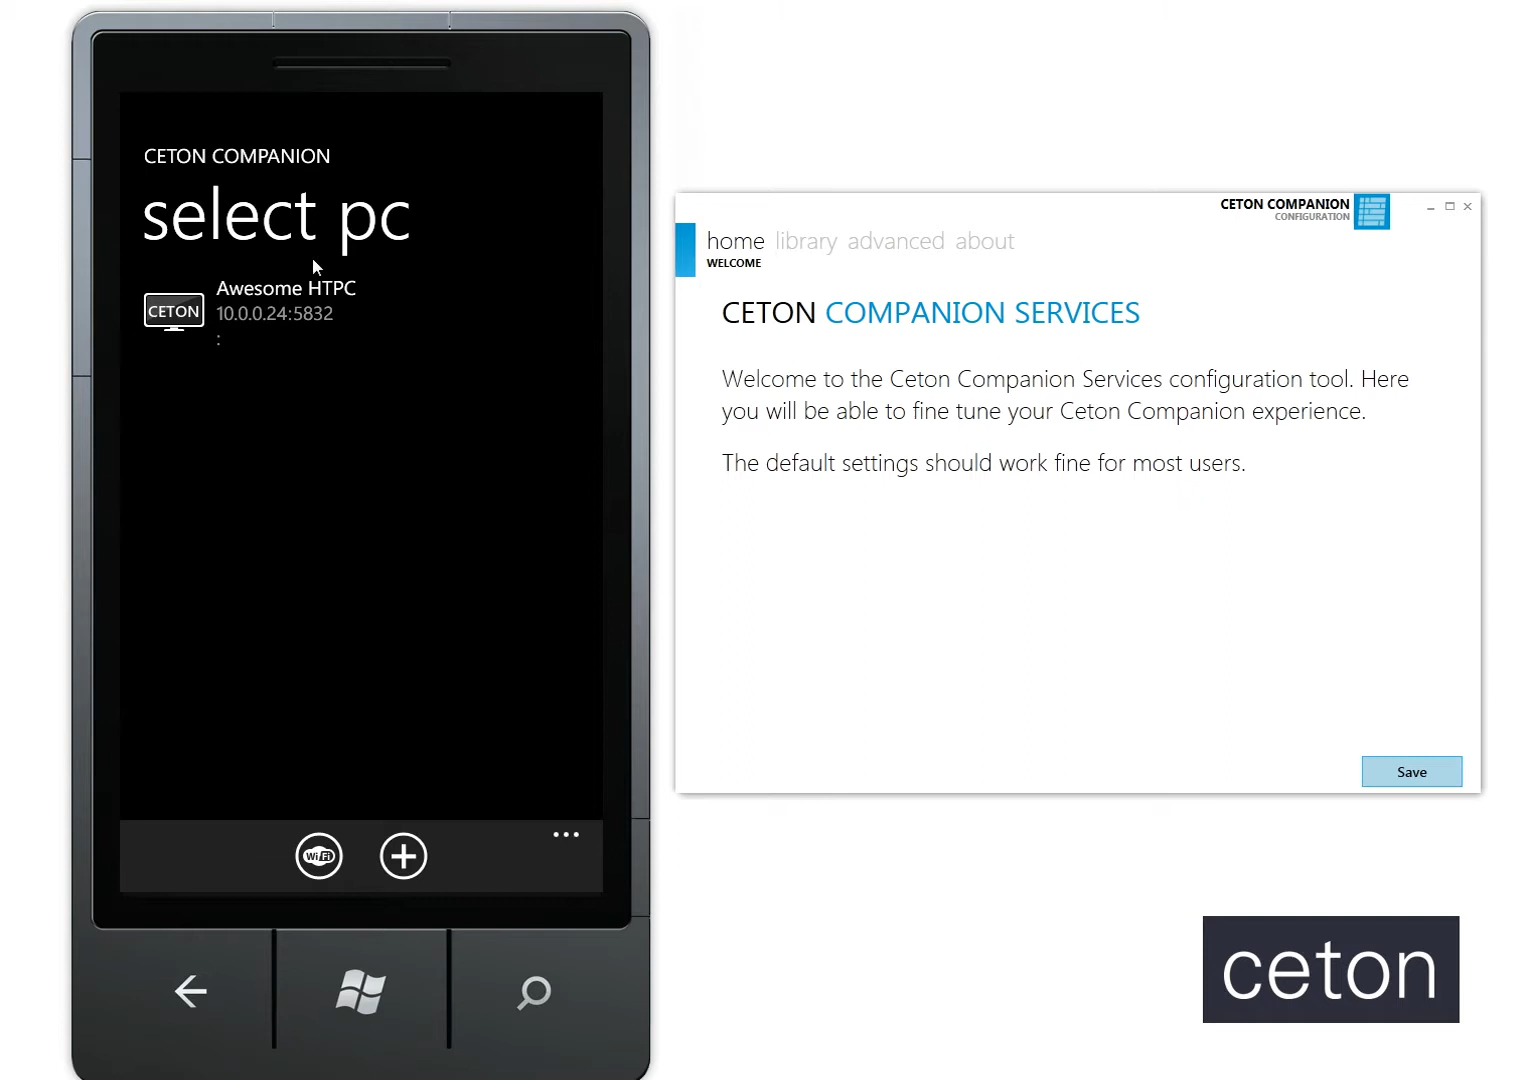 CETON COMPANION
select pc
Awesome HTPC
CETON
10.0.0.24:5832
:
WiFi
CETON COMPANION
CONFIGURATION
home library advanced about
WELCOME
CETON COMPANION SERVICES
Welcome to the Ceton Companion Services configuration tool. Here
you will be able to fine tune your Ceton Companion experience.
The default settings should work fine for most users.
Save
ceton